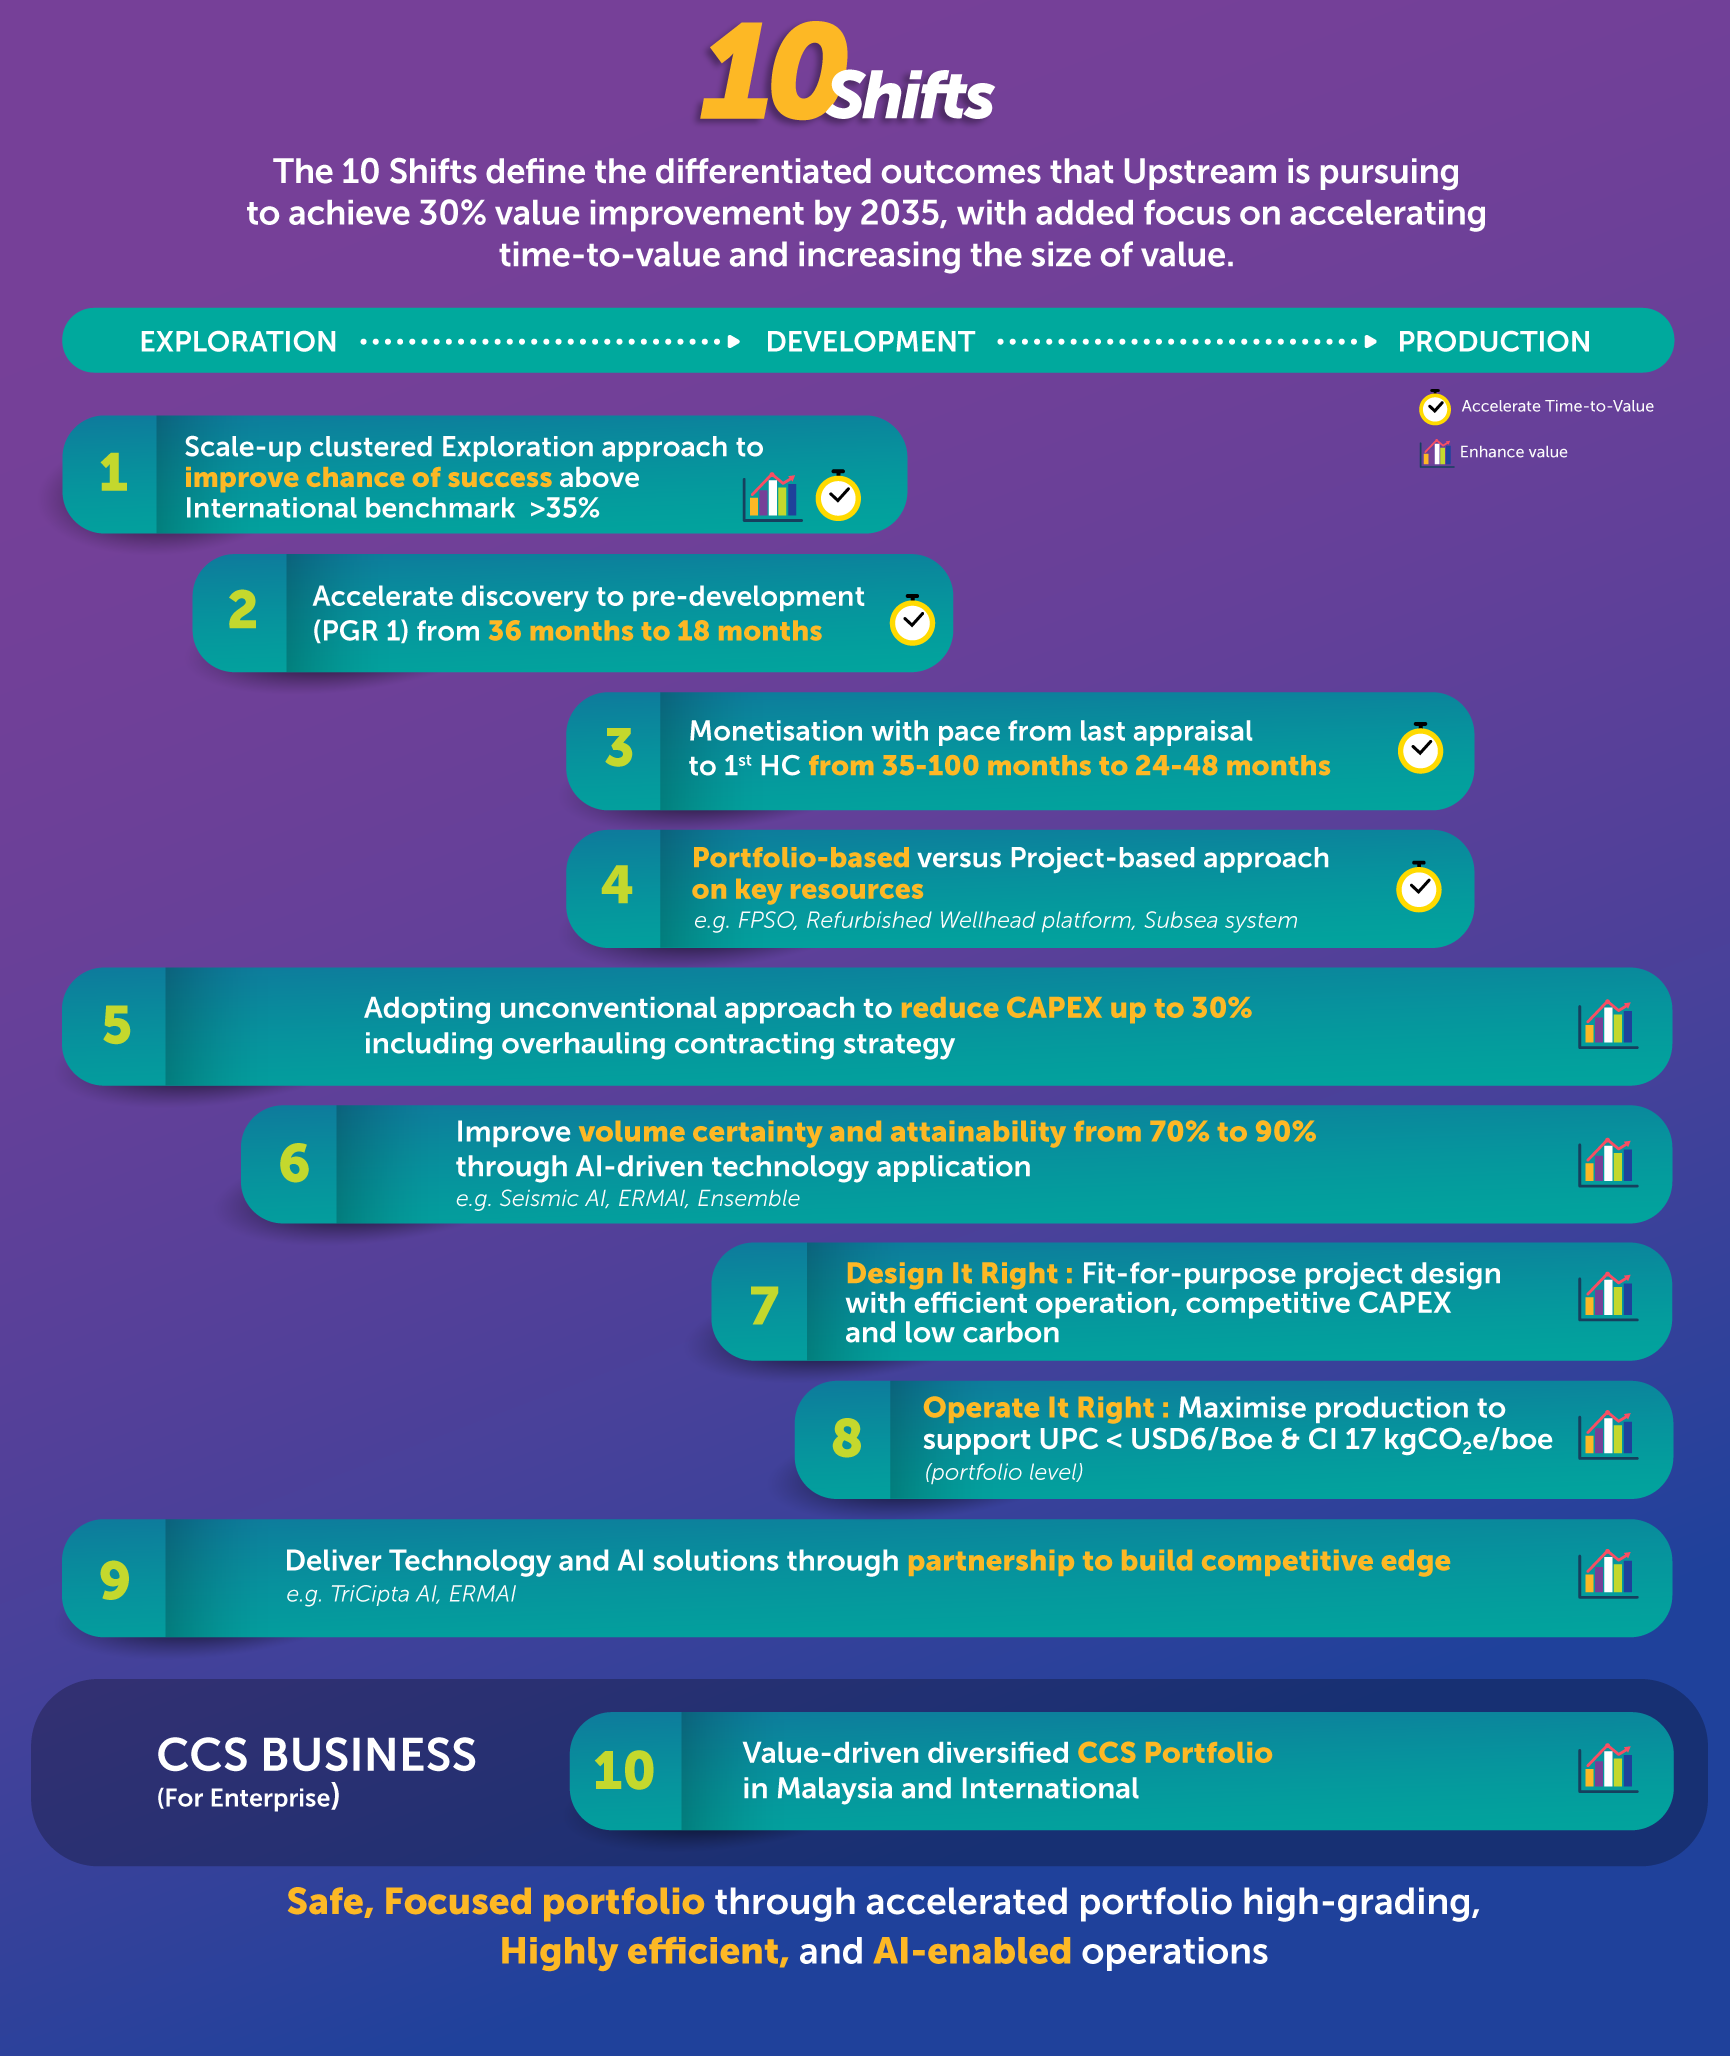 10 Shifts
The 10 Shifts define the differentiated outcomes that Upstream is pursuing
to achieve 30% value improvement by 2035, with added focus on accelerating
time-to-value and increasing the size of value.
EXPLORATION DEVELOPMENT PRODUCTION
Accelerate Time-to-Value
Enhance value
1
Scale-up clustered Exploration approach to
improve chance of success above
International benchmark >35%
2
Accelerate discovery to pre-development
(PGR 1) from 36 months to 18 months
3
Monetisation with pace from last appraisal
to 1st HC from 35-100 months to 24-48 months
4
Portfolio-based versus Project-based approach
on key resources
e.g. FPSO, Refurbished Wellhead platform, Subsea system
5
Adopting unconventional approach to reduce CAPEX up to 30%
including overhauling contracting strategy
6
Improve volume certainty and attainability from 70% to 90%
through AI-driven technology application
e.g. Seismic AI, ERMAI, Ensemble
7
Design It Right : Fit-for-purpose project design
with efficient operation, competitive CAPEX
and low carbon
8
Operate It Right : Maximise production to
support UPC < USD6/Boe & CI 17 kgCO₂e/boe
(portfolio level)
9
Deliver Technology and AI solutions through partnership to build competitive edge
e.g. TriCipta AI, ERMAI
CCS BUSINESS
(For Enterprise)
10
Value-driven diversified CCS Portfolio
in Malaysia and International
Safe, Focused portfolio through accelerated portfolio high-grading,
Highly efficient, and AI-enabled operations